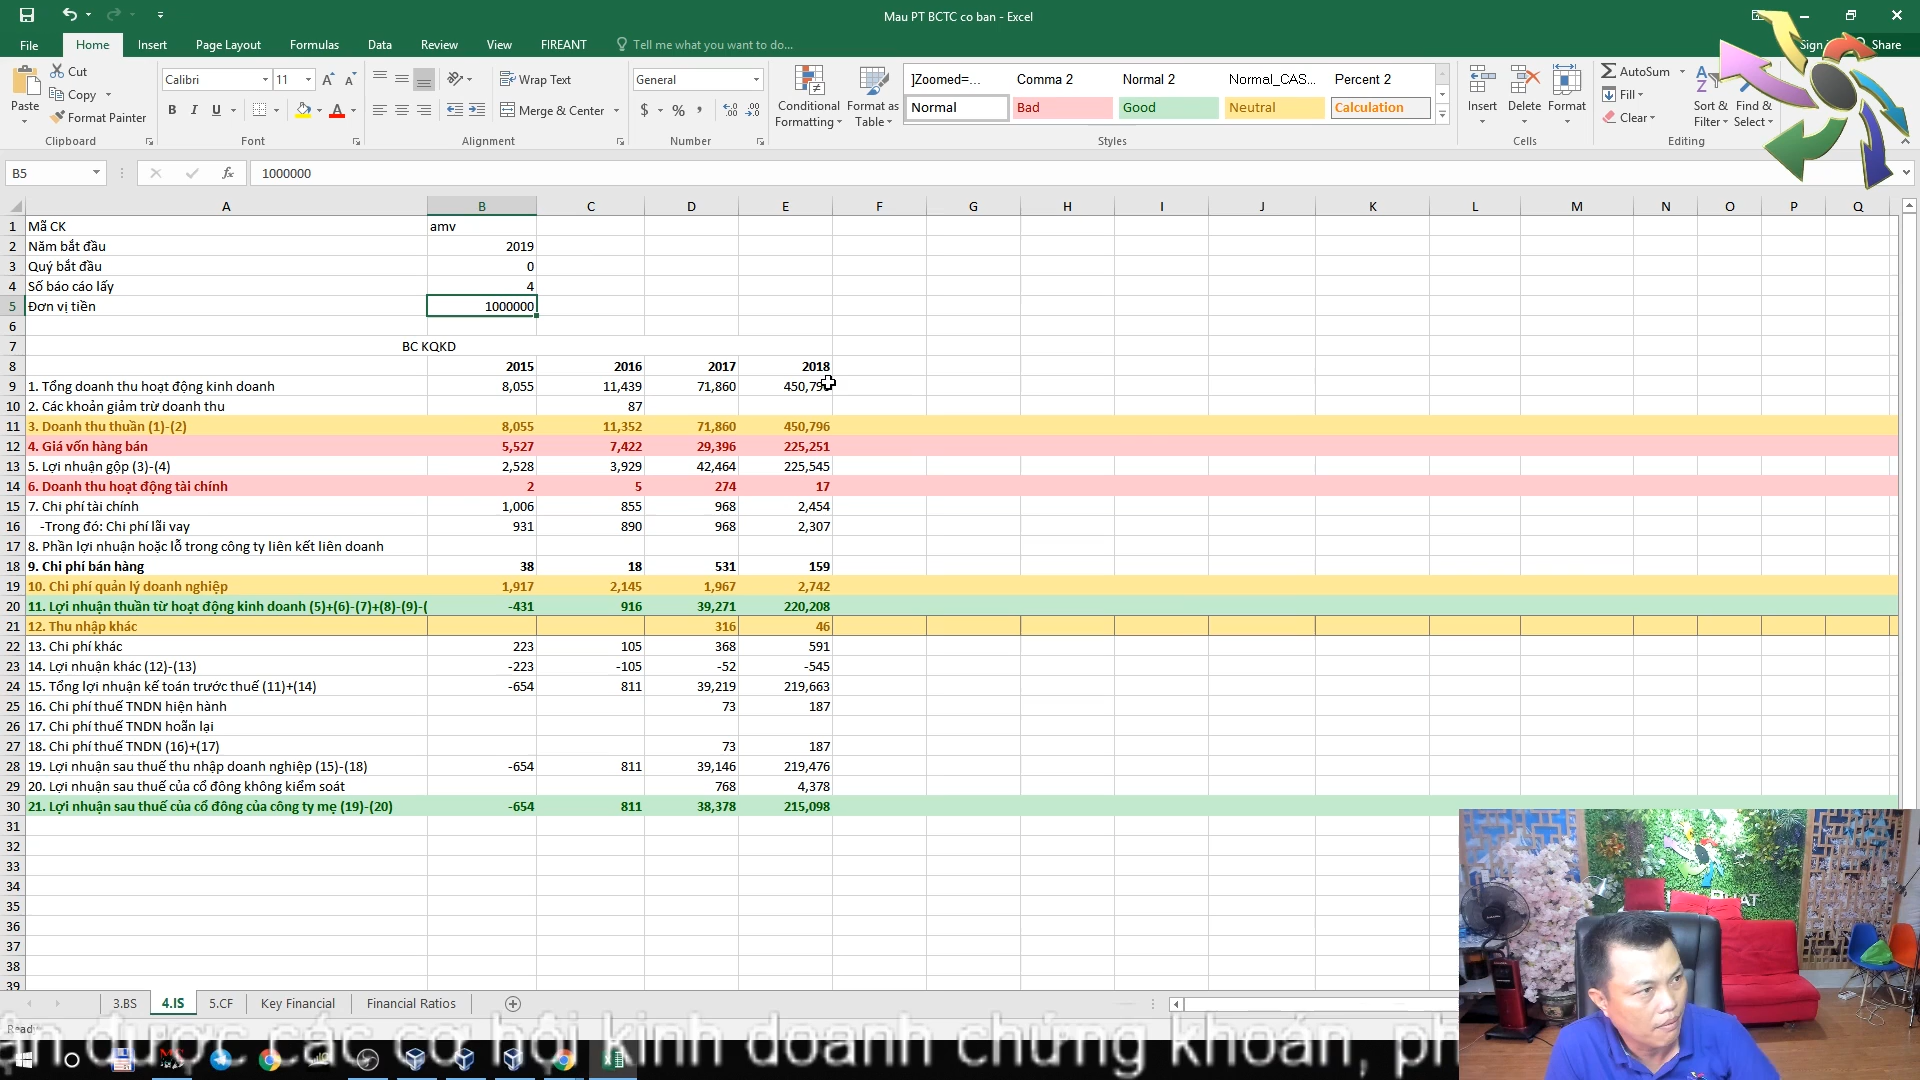 Mau PT BCTC co ban - Excel
File Home Insert Page Layout Formulas Data Review View FIREANT Tell me what you want to do... Share
Paste Cut Copy Format Painter Clipboard
Calibri 11 B I U Font
Wrap Text Merge & Center Alignment
General $ % Number
Conditional Formatting Format as Table
]Zoomed=... Comma 2 Normal 2 Normal_CAS... Percent 2
Normal Bad Good Neutral Calculation
Styles
Insert Delete Format Cells
AutoSum Fill Clear Sort & Filter Find & Select Editing
B5 fx 1000000
A B C D E F G H I J K L M N O P Q
1 Mã CK amv
2 Năm bắt đầu 2019
3 Quý bắt đầu 0
4 Số báo cáo lấy 4
5 Đơn vị tiền 1000000
6
7 BC KQKD
8 2015 2016 2017 2018
9 1. Tổng doanh thu hoạt động kinh doanh 8,055 11,439 71,860
10 2. Các khoản giảm trừ doanh thu 87
11 3. Doanh thu thuần (1)-(2) 8,055 11,352 71,860 450,796
12 4. Giá vốn hàng bán 5,527 7,422 29,396 225,251
13 5. Lợi nhuận gộp (3)-(4) 2,528 3,929 42,464 225,545
14 6. Doanh thu hoạt động tài chính 2 5 274 17
15 7. Chi phí tài chính 1,006 855 968 2,454
16 -Trong đó: Chi phí lãi vay 931 890 968 2,307
17 8. Phần lợi nhuận hoặc lỗ trong công ty liên kết liên doanh
18 9. Chi phí bán hàng 38 18 531 159
19 10. Chi phí quản lý doanh nghiệp 1,917 2,145 1,967 2,742
20 11. Lợi nhuận thuần từ hoạt động kinh doanh (5)+(6)-(7)+(8)-(9)-( -431 916 39,271 220,208
21 12. Thu nhập khác 316 46
22 13. Chi phí khác 223 105 368 591
23 14. Lợi nhuận khác (12)-(13) -223 -105 -52 -545
24 15. Tổng lợi nhuận kế toán trước thuế (11)+(14) -654 811 39,219 219,663
25 16. Chi phí thuế TNDN hiện hành 73 187
26 17. Chi phí thuế TNDN hoãn lại
27 18. Chi phí thuế TNDN (16)+(17) 73 187
28 19. Lợi nhuận sau thuế thu nhập doanh nghiệp (15)-(18) -654 811 39,146 219,476
29 20. Lợi nhuận sau thuế của cổ đông không kiểm soát 768 4,378
30 21. Lợi nhuận sau thuế của cổ đông của công ty mẹ (19)-(20) -654 811 38,378 215,098
31
32
33
34
35
36
37
38
39
3.BS 4.IS 5.CF Key Financial Financial Ratios
Ready
được các cơ hội kinh doanh chứng khoán,